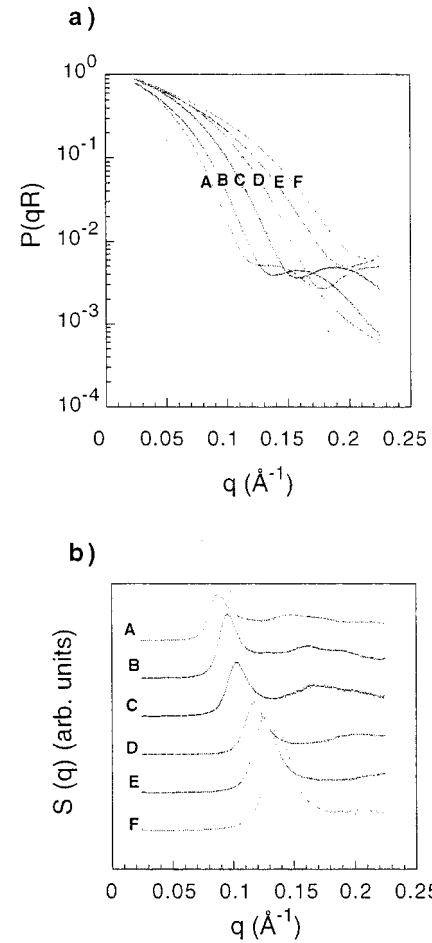 a)
10^0
10^-1
10^-2
10^-3
10^-4
P(qR)
A B C D E F
0 0.05 0.1 0.15 0.2 0.25
q (Å^-1)
b)
S (q) (arb. units)
A
B
C
D
E
F
0 0.05 0.1 0.15 0.2 0.25
q (Å^-1)